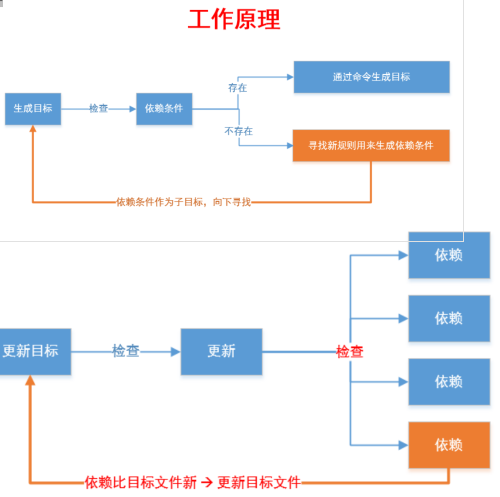 工作原理
通过命令生成目标
存在
生成目标
检查
依赖条件
不存在
寻找新规则用来生成依赖条件
依赖条件作为子目标，向下寻找
依赖
依赖
更新目标
检查
更新
检查
依赖
依赖
依赖比目标文件新 → 更新目标文件